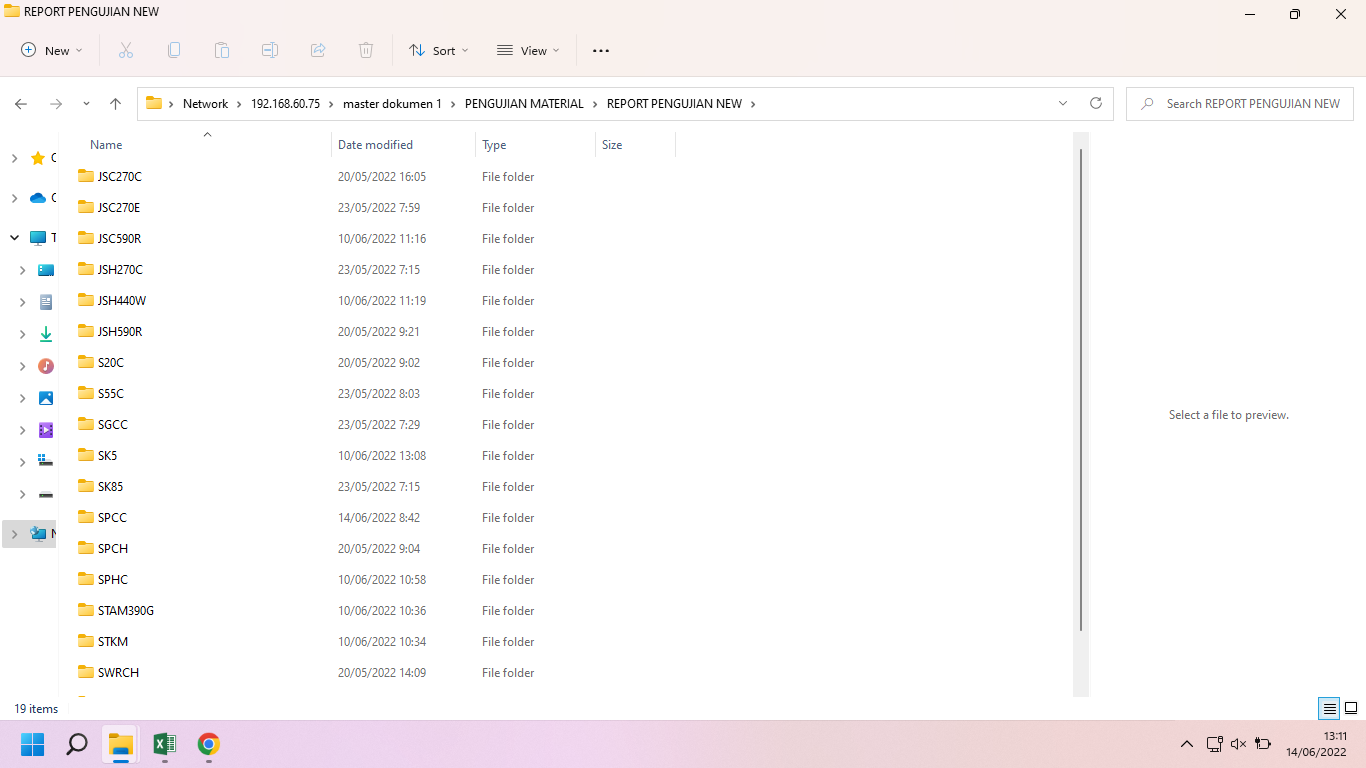 REPORT PENGUJIAN NEW
New Sort View
Network 192.168.60.75 master dokumen 1 PENGUJIAN MATERIAL REPORT PENGUJIAN NEW Search REPORT PENGUJIAN NEW
Name Date modified Type Size
JSC270C 20/05/2022 16:05 File folder
JSC270E 23/05/2022 7:59 File folder
JSC590R 10/06/2022 11:16 File folder
JSH270C 23/05/2022 7:15 File folder
JSH440W 10/06/2022 11:19 File folder
JSH590R 20/05/2022 9:21 File folder
S20C 20/05/2022 9:02 File folder
S55C 23/05/2022 8:03 File folder
Select a file to preview.
SGCC 23/05/2022 7:29 File folder
SK5 10/06/2022 13:08 File folder
SK85 23/05/2022 7:15 File folder
SPCC 14/06/2022 8:42 File folder
SPCH 20/05/2022 9:04 File folder
SPHC 10/06/2022 10:58 File folder
STAM390G 10/06/2022 10:36 File folder
STKM 10/06/2022 10:34 File folder
SWRCH 20/05/2022 14:09 File folder
19 items
13:11
14/06/2022